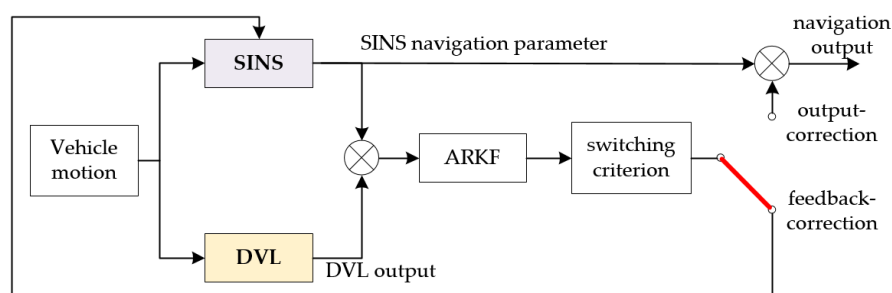 SINS
SINS navigation parameter
navigation
output
Vehicle
motion
ARKF
switching
criterion
output-
correction
feedback-
correction
DVL
DVL output